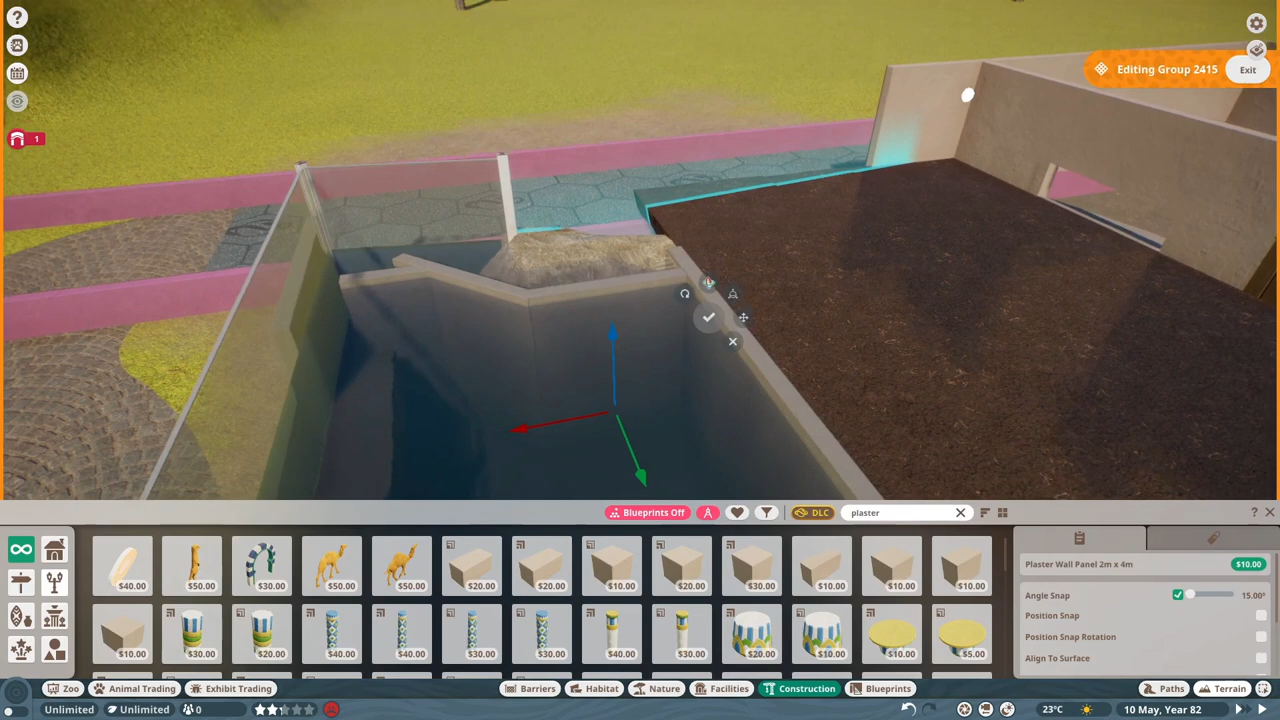 ?
Editing Group 2415
Exit
1
Blueprints Off
DLC
plaster
?
$40.00
$50.00
$30.00
$50.00
$50.00
$20.00
$20.00
$10.00
$20.00
$30.00
$10.00
$10.00
$10.00
$10.00
$30.00
$20.00
$40.00
$40.00
$30.00
$30.00
$40.00
$30.00
$20.00
$10.00
$10.00
$5.00
Plaster Wall Panel 2m x 4m
$10.00
Angle Snap
15.00°
Position Snap
Position Snap Rotation
Align To Surface
Zoo
Animal Trading
Exhibit Trading
Barriers
Habitat
Nature
Facilities
Construction
Blueprints
Paths
Terrain
Unlimited
Unlimited
0
23°C
10 May, Year 82